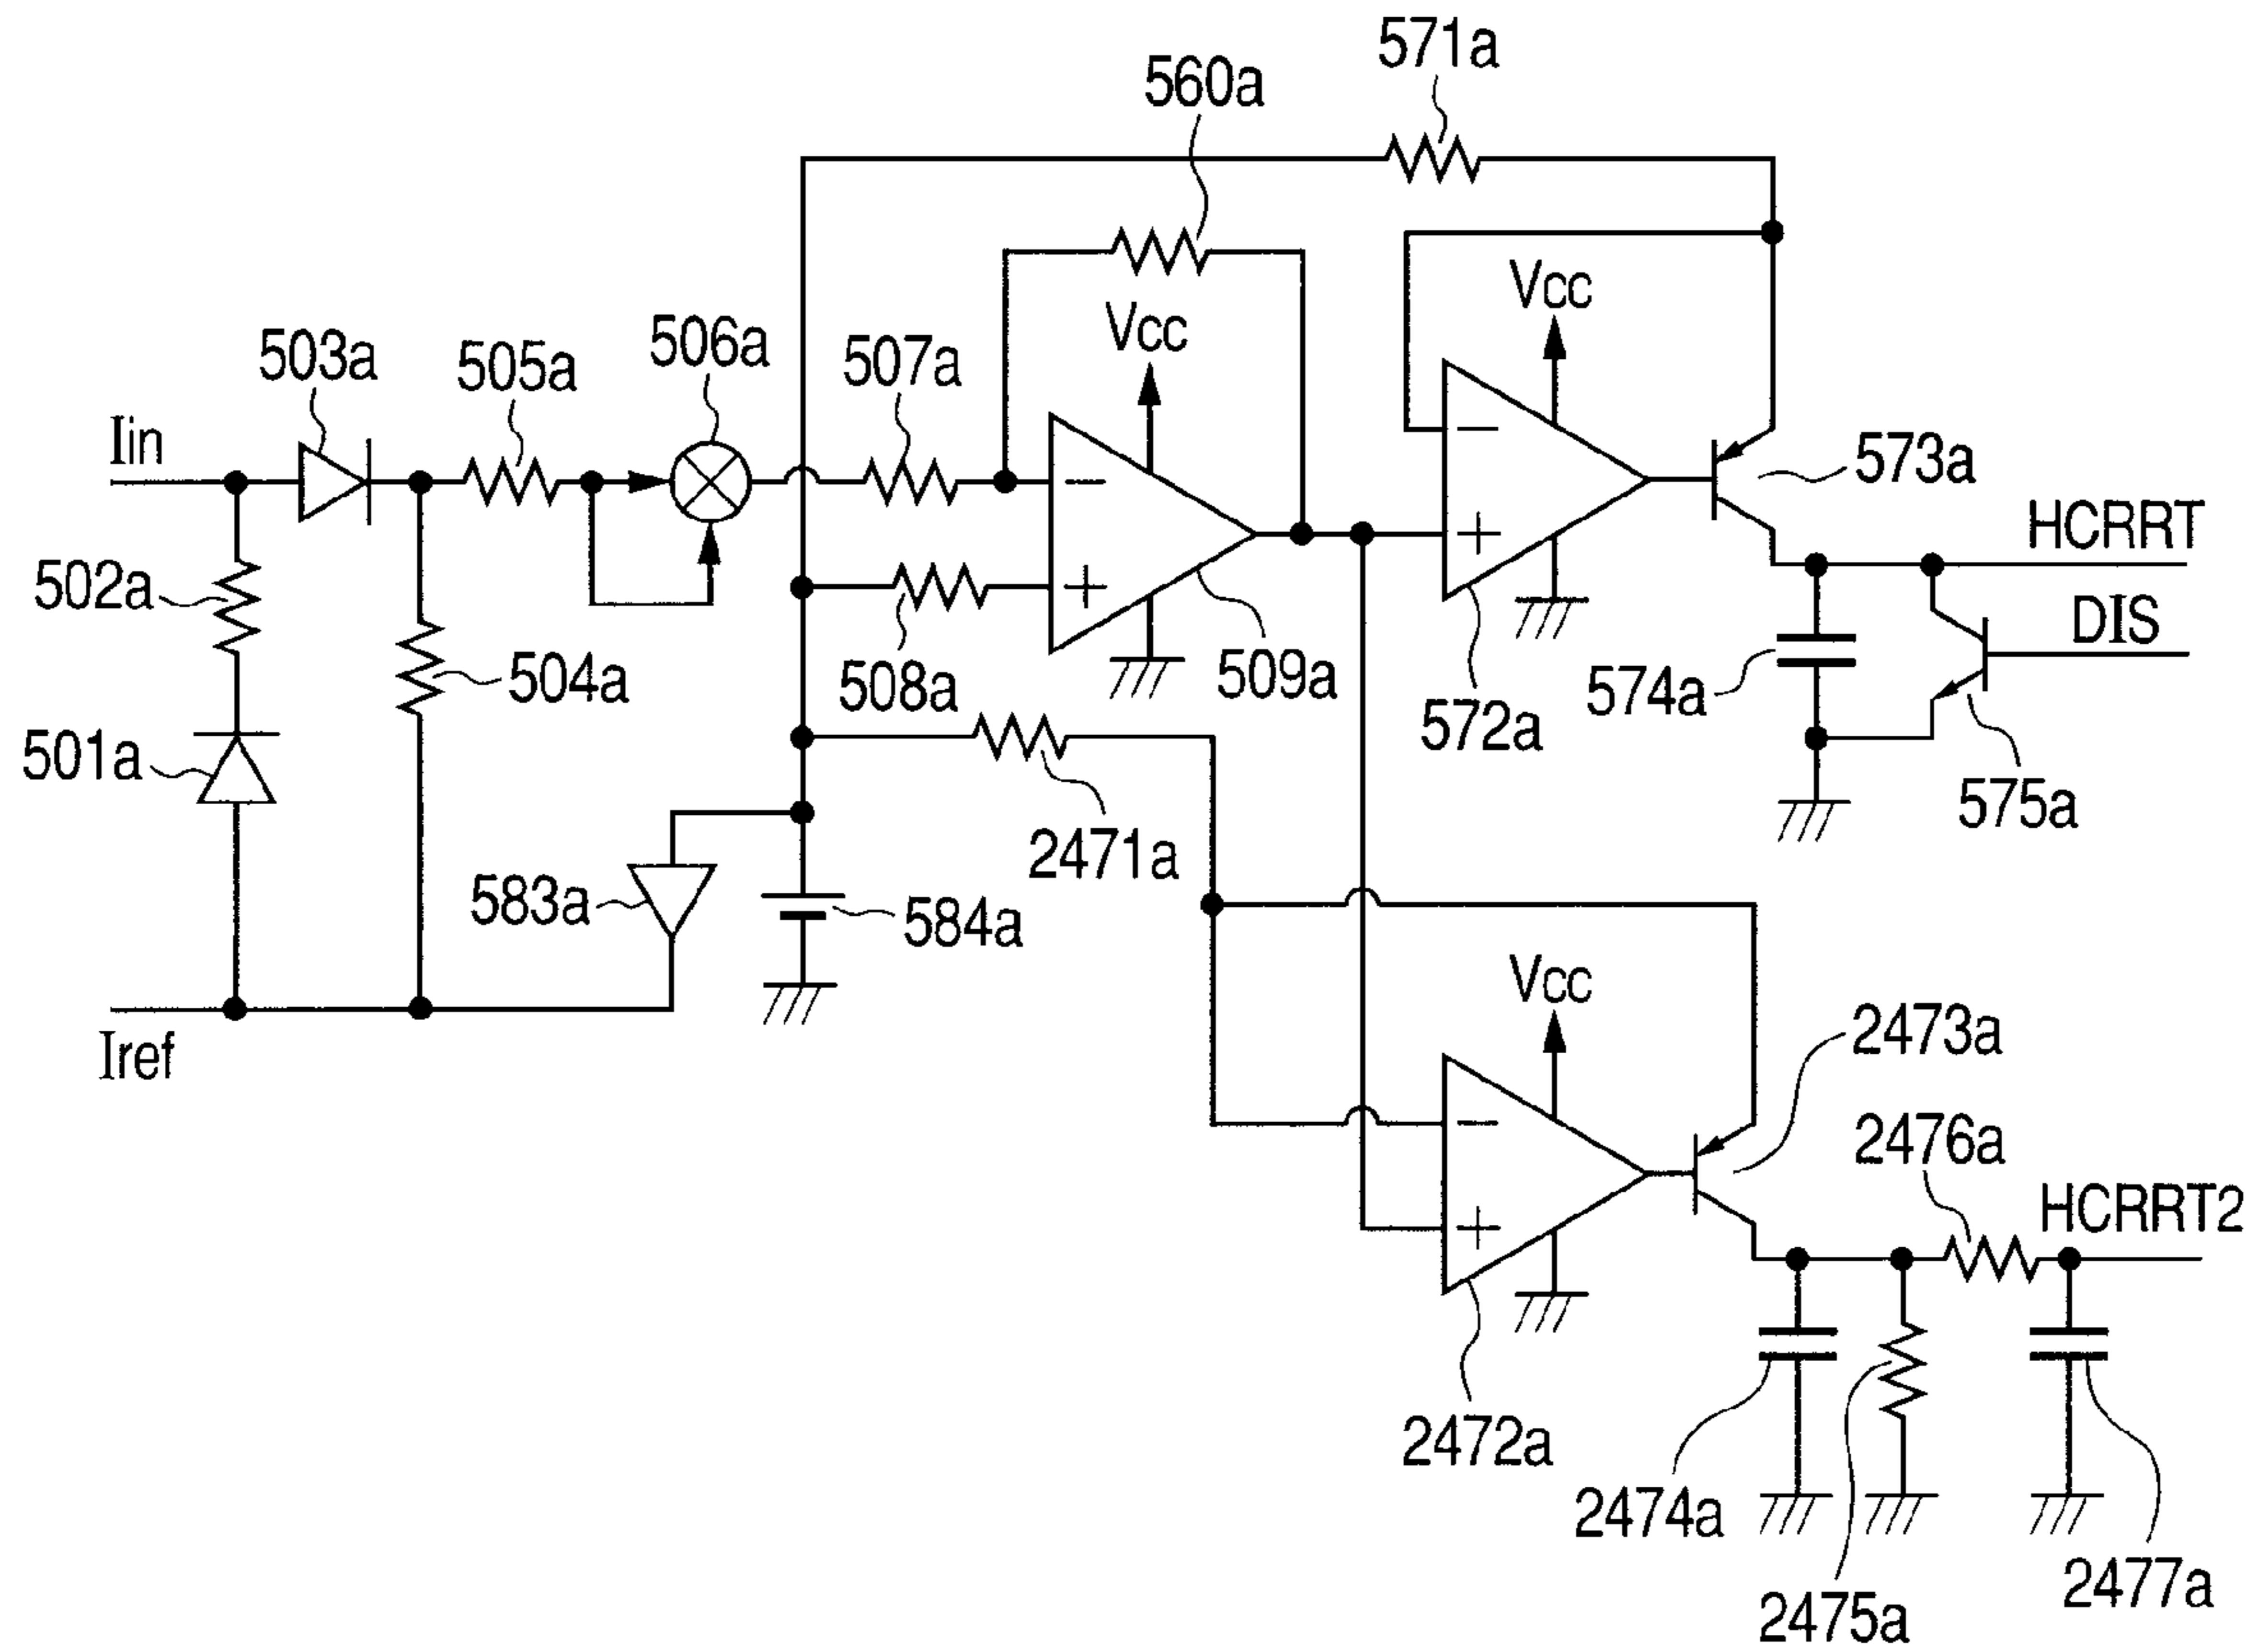 571a
560a
Vcc
Vcc
503a
505a
506a
507a
Iin
573a
HCRRT
502a
DIS
504a
508a
509a
574a
572a
501a
575a
2471a
583a
584a
Vcc
2473a
Iref
2476a
HCRRT2
2472a
2474a
2477a
2475a